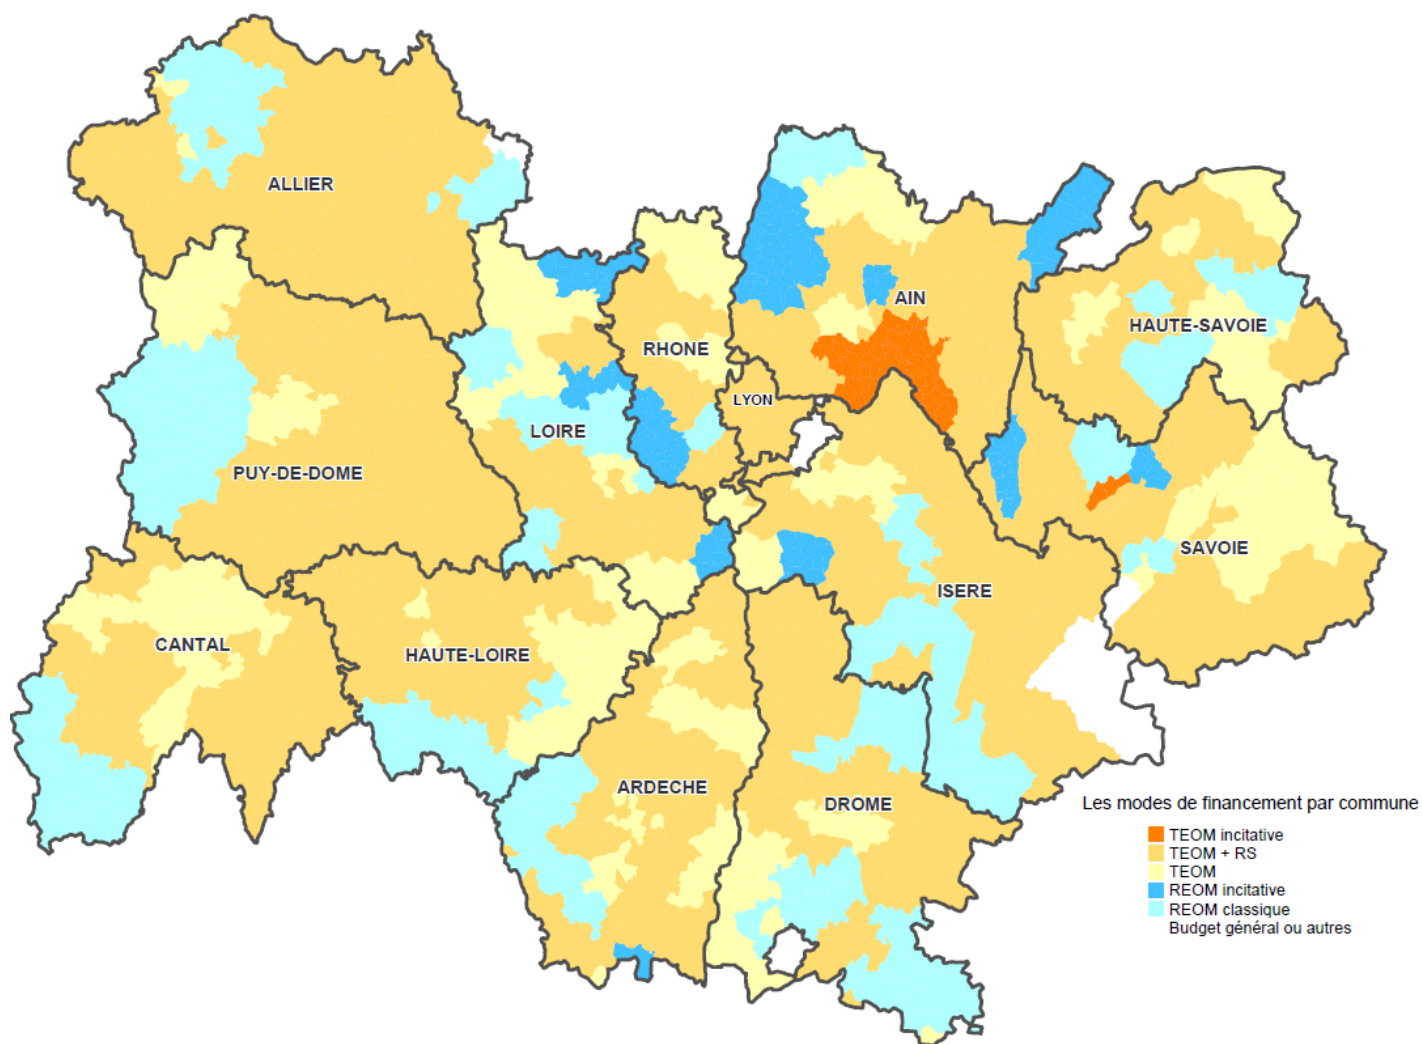 ALLIER
AIN
HAUTE-SAVOIE
RHONE
LYON
LOIRE
PUY-DE-DOME
SAVOIE
ISERE
CANTAL
HAUTE-LOIRE
ARDECHE
DROME
Les modes de financement par commune
TEOM incitative
TEOM + RS
TEOM
REOM incitative
REOM classique
Budget général ou autres